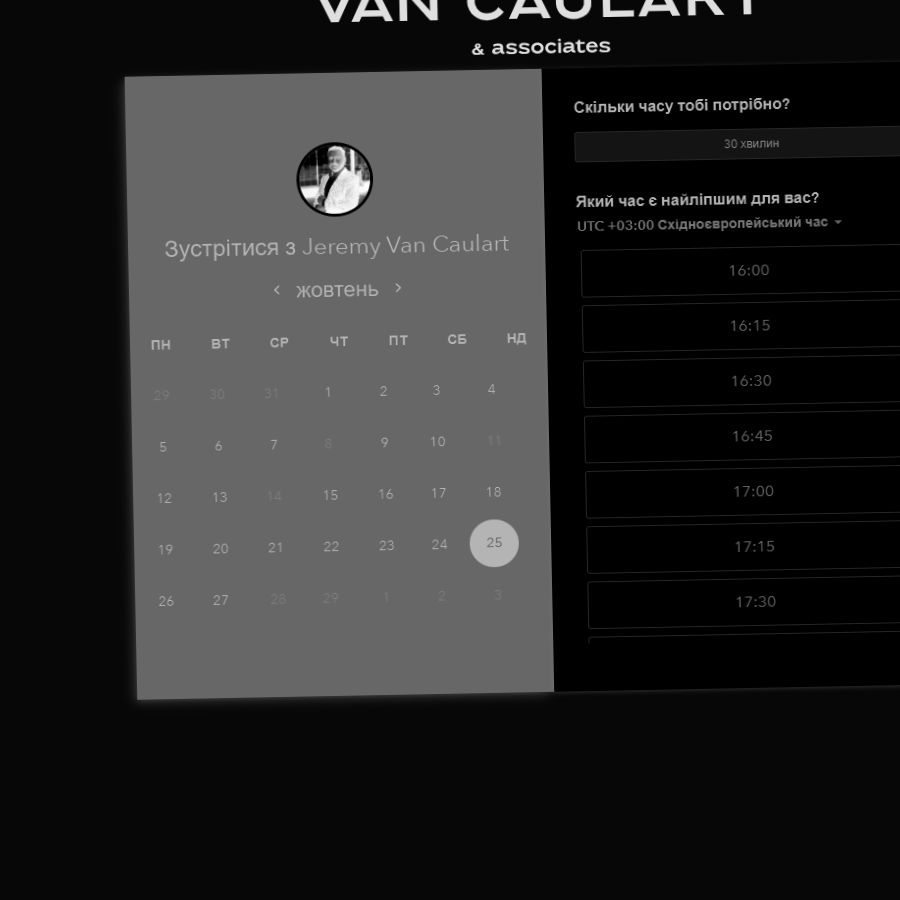 VAN CAULART
& associates
Зустрітися з Jeremy Van Caulart
жовтень
ПН ВТ СР ЧТ ПТ СБ НД
29 30 31 1 2 3 4
5 6 7 8 9 10 11
12 13 14 15 16 17 18
19 20 21 22 23 24 25
26 27 28 29 1 2 3
Скільки часу тобі потрібно?
30 хвилин
Який час є найліпшим для вас?
UTC +03:00 Східноєвропейський час
16:00
16:15
16:30
16:45
17:00
17:15
17:30